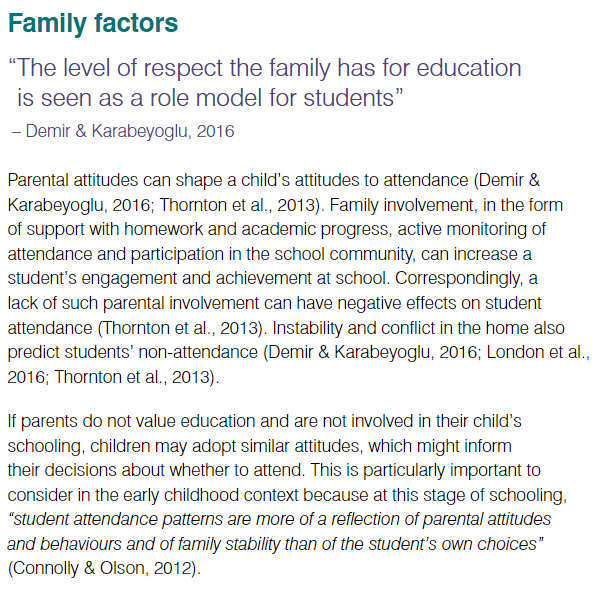 Family factors
“The level of respect the family has for education
is seen as a role model for students”
– Demir & Karabeyoglu, 2016
Parental attitudes can shape a child’s attitudes to attendance (Demir &
Karabeyoglu, 2016; Thornton et al., 2013). Family involvement, in the form
of support with homework and academic progress, active monitoring of
attendance and participation in the school community, can increase a
student’s engagement and achievement at school. Correspondingly, a
lack of such parental involvement can have negative effects on student
attendance (Thornton et al., 2013). Instability and conflict in the home also
predict students’ non-attendance (Demir & Karabeyoglu, 2016; London et al.,
2016; Thornton et al., 2013).
If parents do not value education and are not involved in their child’s
schooling, children may adopt similar attitudes, which might inform
their decisions about whether to attend. This is particularly important to
consider in the early childhood context because at this stage of schooling,
“student attendance patterns are more of a reflection of parental attitudes
and behaviours and of family stability than of the student’s own choices”
(Connolly & Olson, 2012).